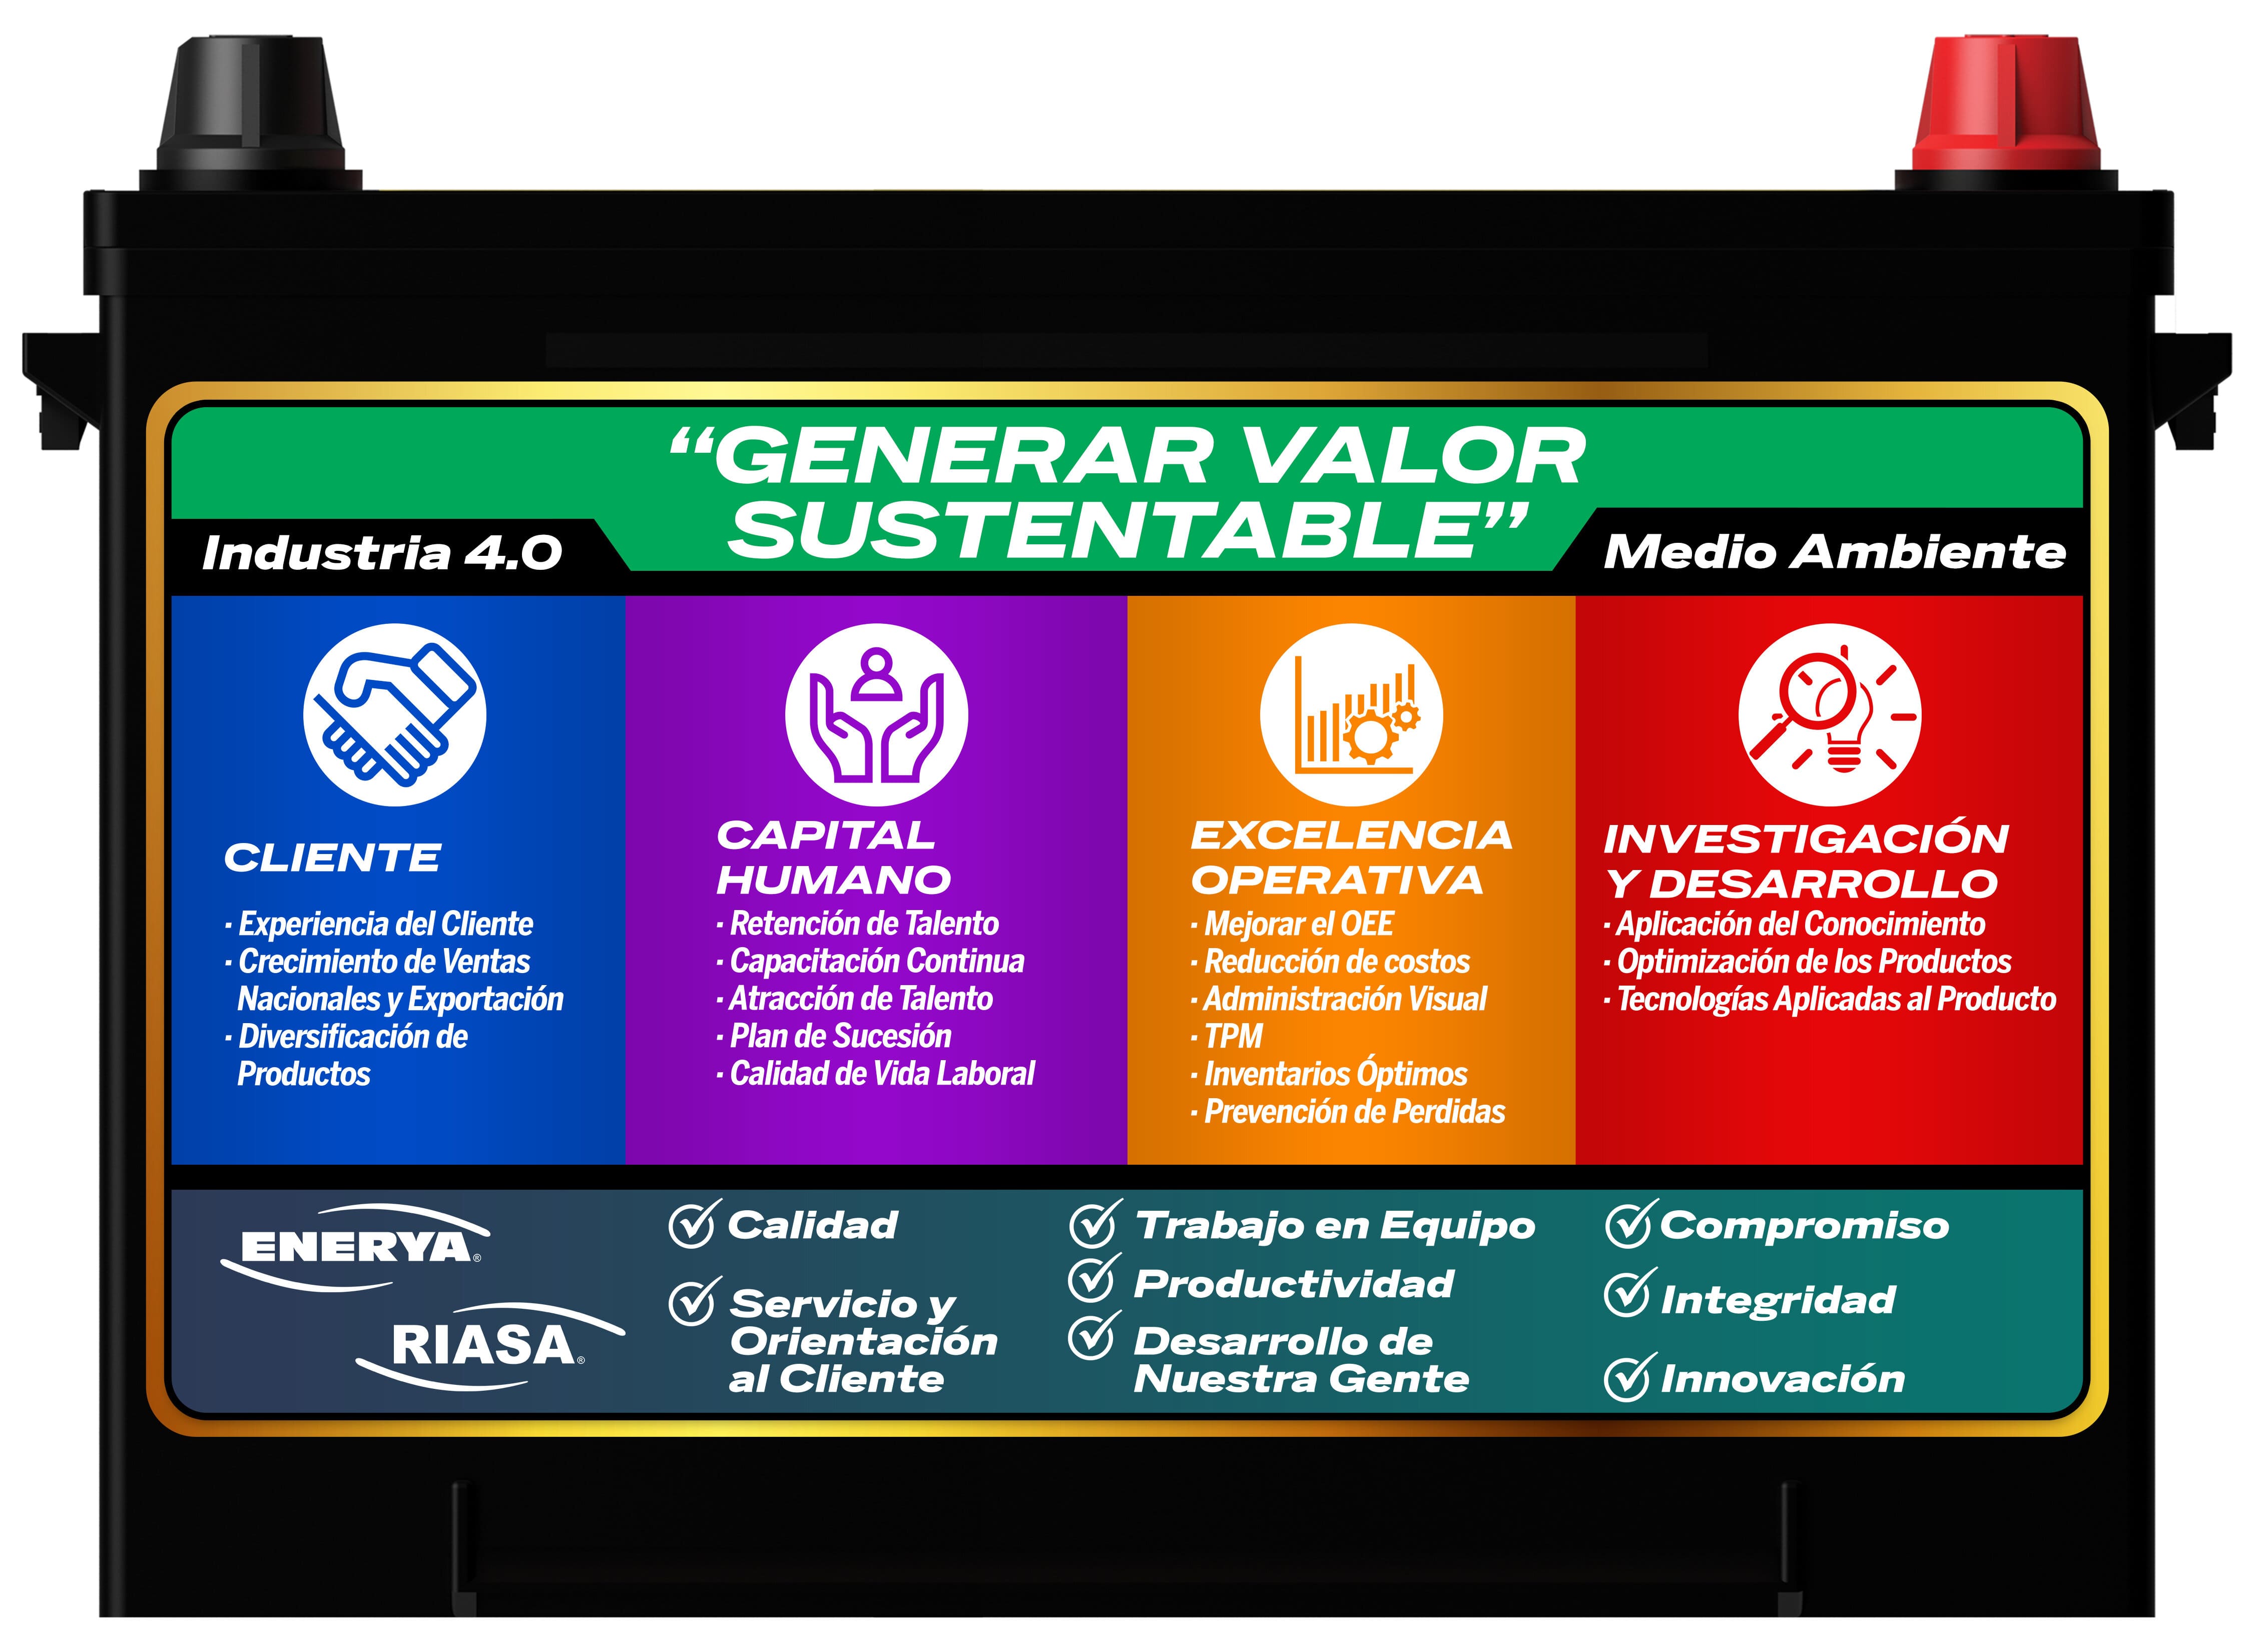 “GENERAR VALOR
SUSTENTABLE”
Industria 4.0
Medio Ambiente
CLIENTE
· Experiencia del Cliente
· Crecimiento de Ventas
Nacionales y Exportación
· Diversificación de
Productos
CAPITAL
HUMANO
· Retención de Talento
· Capacitación Continua
· Atracción de Talento
· Plan de Sucesión
· Calidad de Vida Laboral
EXCELENCIA
OPERATIVA
· Mejorar el OEE
· Reducción de costos
· Administración Visual
· TPM
· Inventarios Óptimos
· Prevención de Perdidas
INVESTIGACIÓN
Y DESARROLLO
· Aplicación del Conocimiento
· Optimización de los Productos
· Tecnologías Aplicadas al Producto
ENERYA®
RIASA®
Calidad
Servicio y
Orientación
al Cliente
Trabajo en Equipo
Productividad
Desarrollo de
Nuestra Gente
Compromiso
Integridad
Innovación